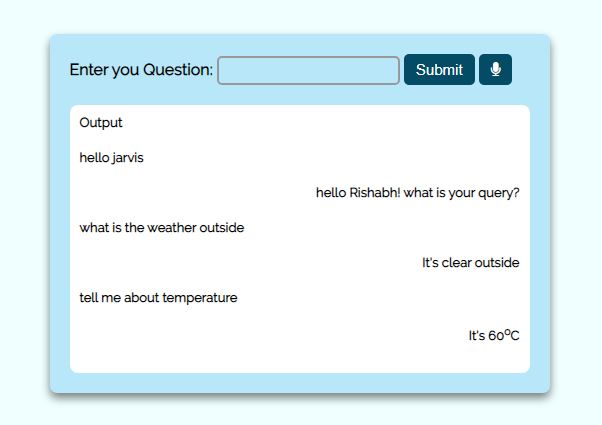 Enter you Question: Submit
Output
hello jarvis
hello Rishabh! what is your query?
what is the weather outside
It's clear outside
tell me about temperature
It's 60⁰C